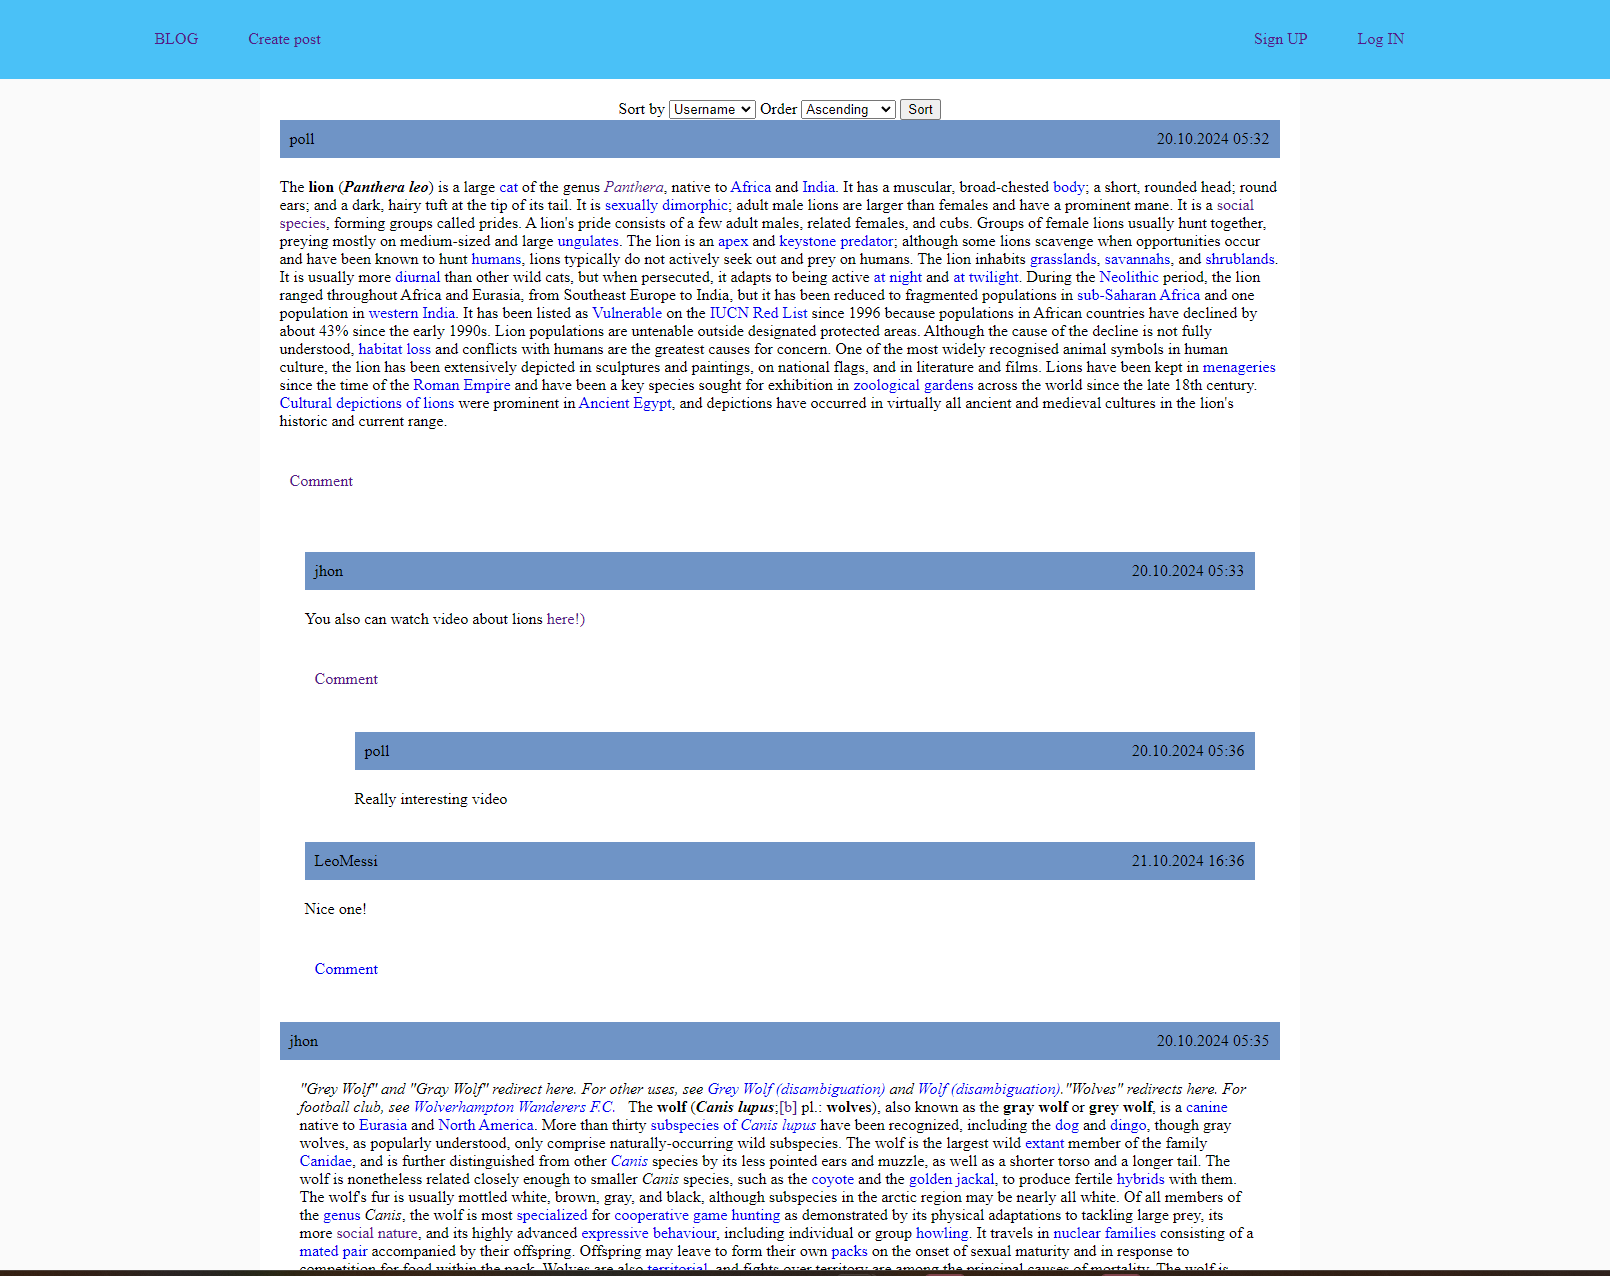 BLOG Create post Sign UP Log IN
Sort by Username Order Ascending Sort
poll 20.10.2024 05:32
The lion (Panthera leo) is a large cat of the genus Panthera, native to Africa and India. It has a muscular, broad-chested body; a short, rounded head; round
ears; and a dark, hairy tuft at the tip of its tail. It is sexually dimorphic; adult male lions are larger than females and have a prominent mane. It is a social
species, forming groups called prides. A lion's pride consists of a few adult males, related females, and cubs. Groups of female lions usually hunt together,
preying mostly on medium-sized and large ungulates. The lion is an apex and keystone predator; although some lions scavenge when opportunities occur
and have been known to hunt humans, lions typically do not actively seek out and prey on humans. The lion inhabits grasslands, savannahs, and shrublands.
It is usually more diurnal than other wild cats, but when persecuted, it adapts to being active at night and at twilight. During the Neolithic period, the lion
ranged throughout Africa and Eurasia, from Southeast Europe to India, but it has been reduced to fragmented populations in sub-Saharan Africa and one
population in western India. It has been listed as Vulnerable on the IUCN Red List since 1996 because populations in African countries have declined by
about 43% since the early 1990s. Lion populations are untenable outside designated protected areas. Although the cause of the decline is not fully
understood, habitat loss and conflicts with humans are the greatest causes for concern. One of the most widely recognised animal symbols in human
culture, the lion has been extensively depicted in sculptures and paintings, on national flags, and in literature and films. Lions have been kept in menageries
since the time of the Roman Empire and have been a key species sought for exhibition in zoological gardens across the world since the late 18th century.
Cultural depictions of lions were prominent in Ancient Egypt, and depictions have occurred in virtually all ancient and medieval cultures in the lion's
historic and current range.
Comment
jhon 20.10.2024 05:33
You also can watch video about lions here!)
Comment
poll 20.10.2024 05:36
Really interesting video
LeoMessi 21.10.2024 16:36
Nice one!
Comment
jhon 20.10.2024 05:35
"Grey Wolf" and "Gray Wolf" redirect here. For other uses, see Grey Wolf (disambiguation) and Wolf (disambiguation)."Wolves" redirects here. For
football club, see Wolverhampton Wanderers F.C. The wolf (Canis lupus;[b] pl.: wolves), also known as the gray wolf or grey wolf, is a canine
native to Eurasia and North America. More than thirty subspecies of Canis lupus have been recognized, including the dog and dingo, though gray
wolves, as popularly understood, only comprise naturally-occurring wild subspecies. The wolf is the largest wild extant member of the family
Canidae, and is further distinguished from other Canis species by its less pointed ears and muzzle, as well as a shorter torso and a longer tail. The
wolf is nonetheless related closely enough to smaller Canis species, such as the coyote and the golden jackal, to produce fertile hybrids with them.
The wolf's fur is usually mottled white, brown, gray, and black, although subspecies in the arctic region may be nearly all white. Of all members of
the genus Canis, the wolf is most specialized for cooperative game hunting as demonstrated by its physical adaptations to tackling large prey, its
more social nature, and its highly advanced expressive behaviour, including individual or group howling. It travels in nuclear families consisting of a
mated pair accompanied by their offspring. Offspring may leave to form their own packs on the onset of sexual maturity and in response to
competition for food within the pack. Wolves are also territorial, and fights over territory are among the principal causes of mortality. The wolf is